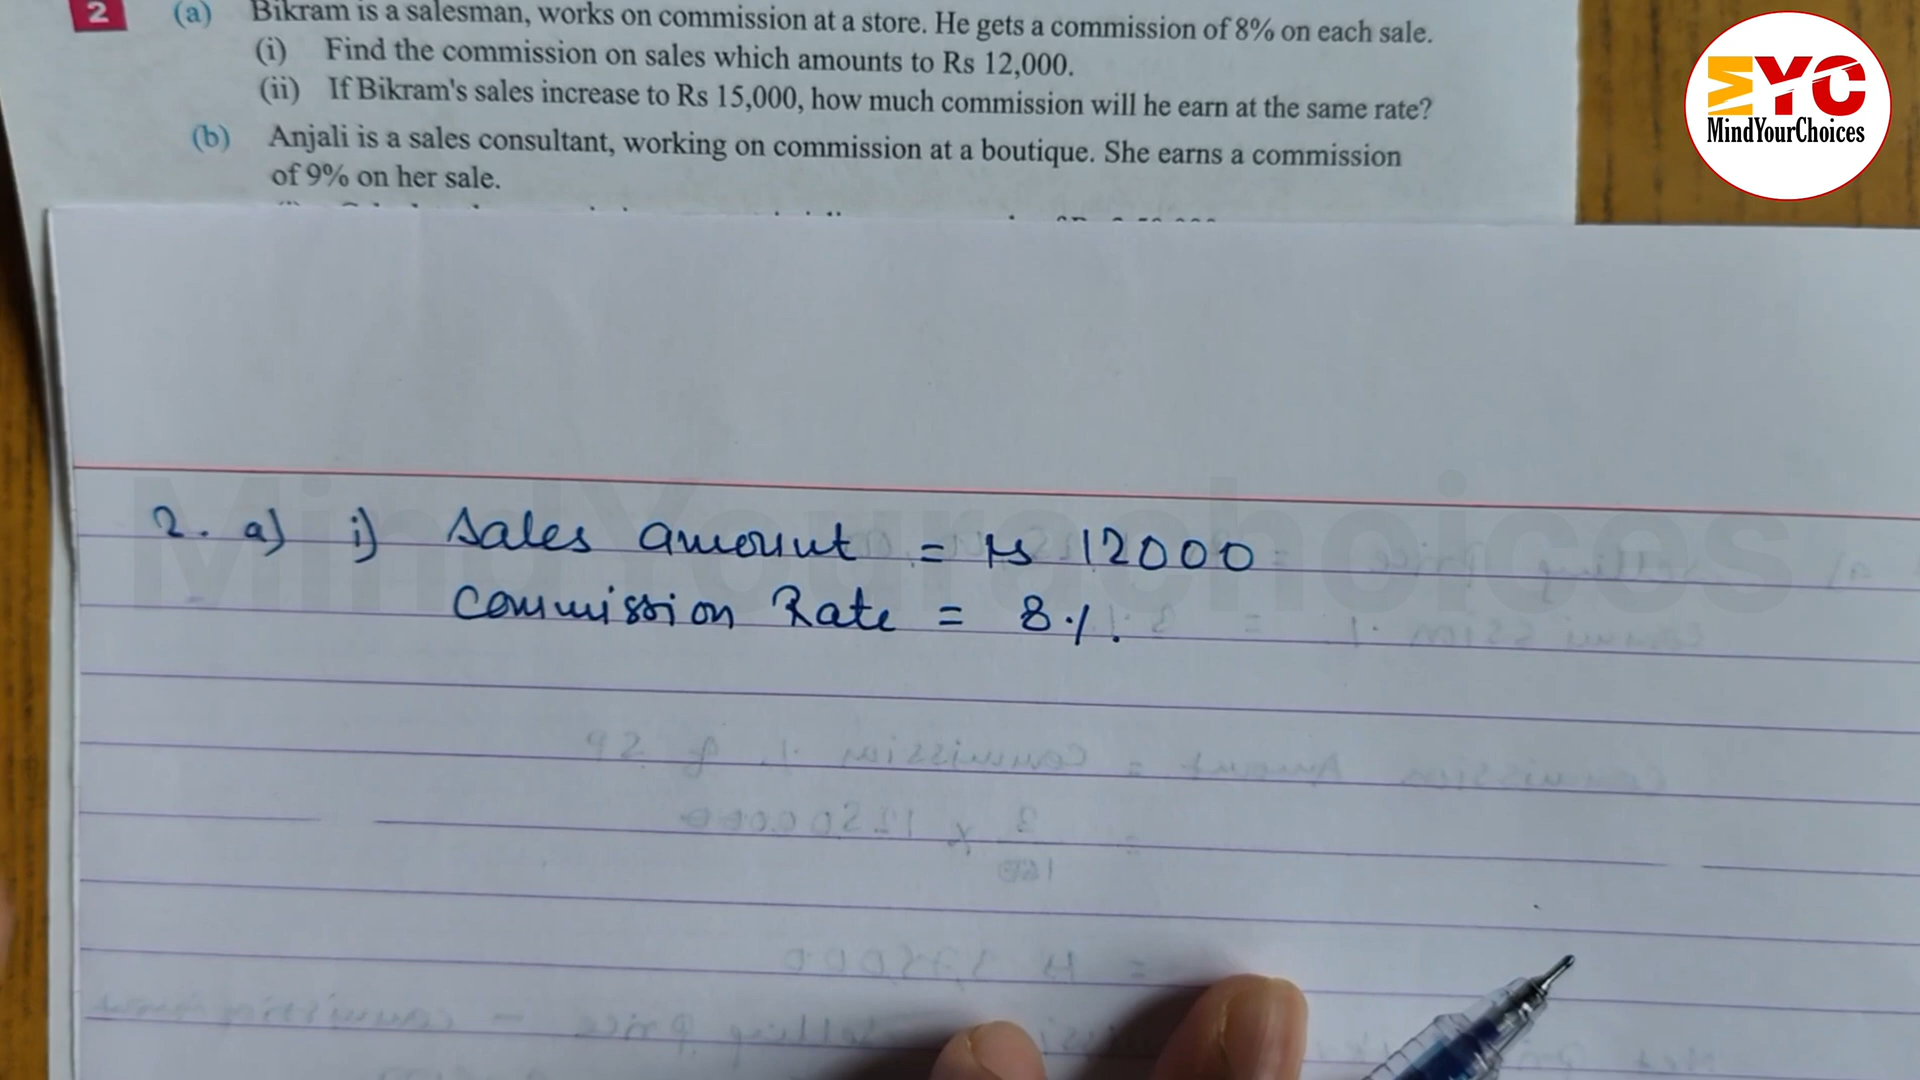 2 (a) Bikram is a salesman, works on commission at a store. He gets a commission of 8% on each sale.
(i) Find the commission on sales which amounts to Rs 12,000.
(ii) If Bikram's sales increase to Rs 15,000, how much commission will he earn at the same rate?
(b) Anjali is a sales consultant, working on commission at a boutique. She earns a commission
of 9% on her sale.
MYC
MindYourChoices
2. a) i) Sales amount = Rs 12000
Commission Rate = 8%.
MindYourachoices